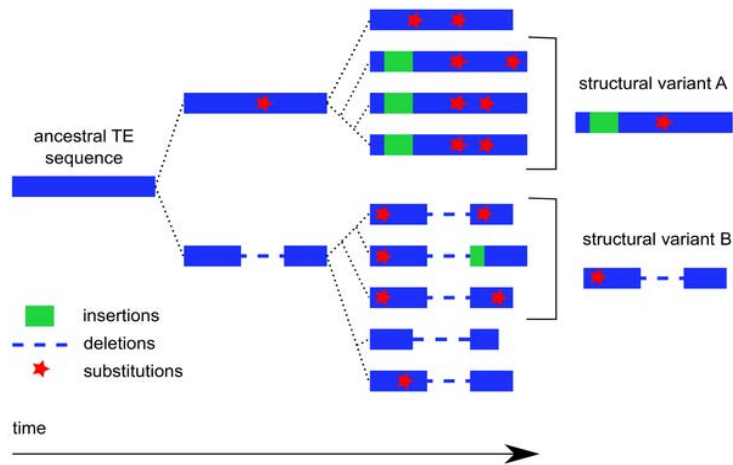 structural variant A
ancestral TE
sequence
structural variant B
insertions
deletions
substitutions
time